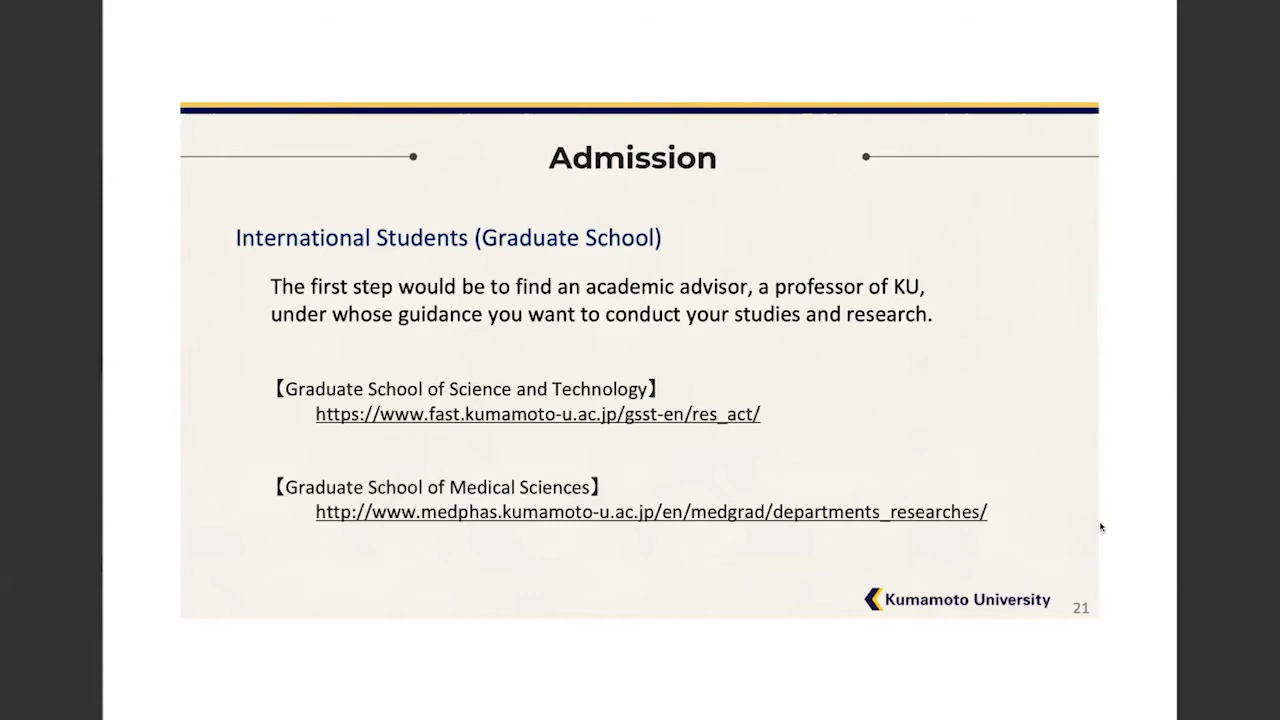 Admission
International Students (Graduate School)
The first step would be to find an academic advisor, a professor of KU,
under whose guidance you want to conduct your studies and research.
【Graduate School of Science and Technology】
https://www.fast.kumamoto-u.ac.jp/gsst-en/res_act/
【Graduate School of Medical Sciences】
http://www.medphas.kumamoto-u.ac.jp/en/medgrad/departments_researches/
Kumamoto University
21